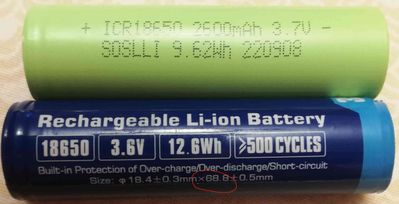 + ICR18650 2600mAh 3.7V -
SOSLLI 9.62Wh 220908
Rechargeable Li-ion Battery
18650 3.6V 12.6Wh ≥500 CYCLES
Built-in Protection of Over-charge/Over-discharge/Short-circuit
Size: φ18.4±0.3mm×68.8±0.5mm